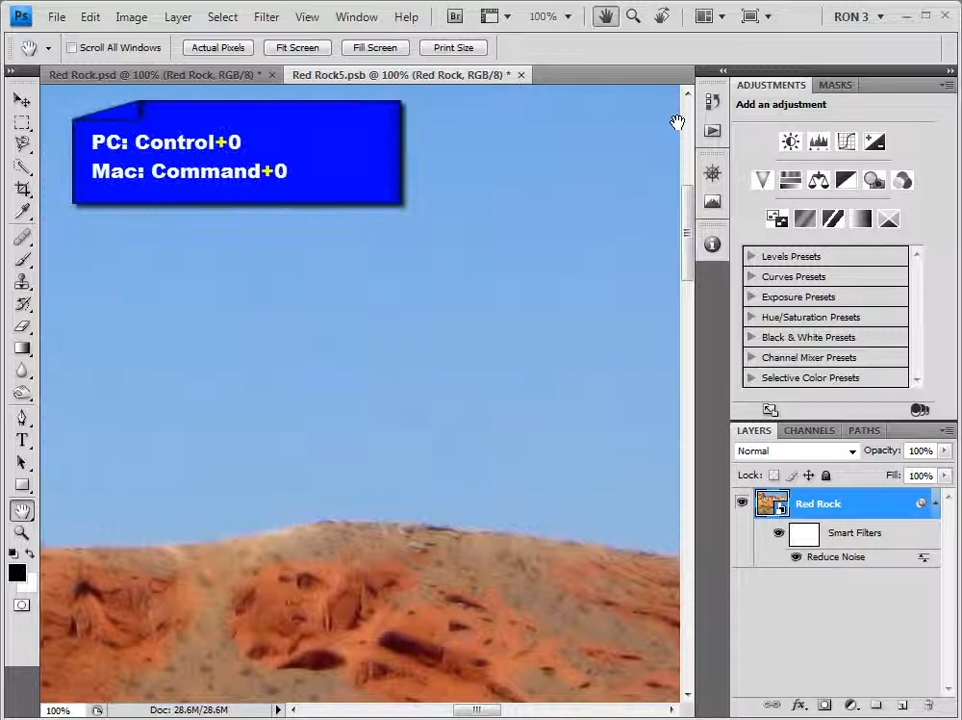 Ps File Edit Image Layer Select Filter View Window Help Br 100% RON 3
Scroll All Windows Actual Pixels Fit Screen Fill Screen Print Size
Red Rock.psd @ 100% (Red Rock, RGB/8) * Red Rock5.psb @ 100% (Red Rock, RGB/8) *
ADJUSTMENTS MASKS
Add an adjustment
PC: Control+0
Mac: Command+0
Levels Presets
Curves Presets
Exposure Presets
Hue/Saturation Presets
Black & White Presets
Channel Mixer Presets
Selective Color Presets
LAYERS CHANNELS PATHS
Normal Opacity: 100%
Lock: Fill: 100%
Red Rock
Smart Filters
Reduce Noise
100% Doc: 28.6M/28.6M